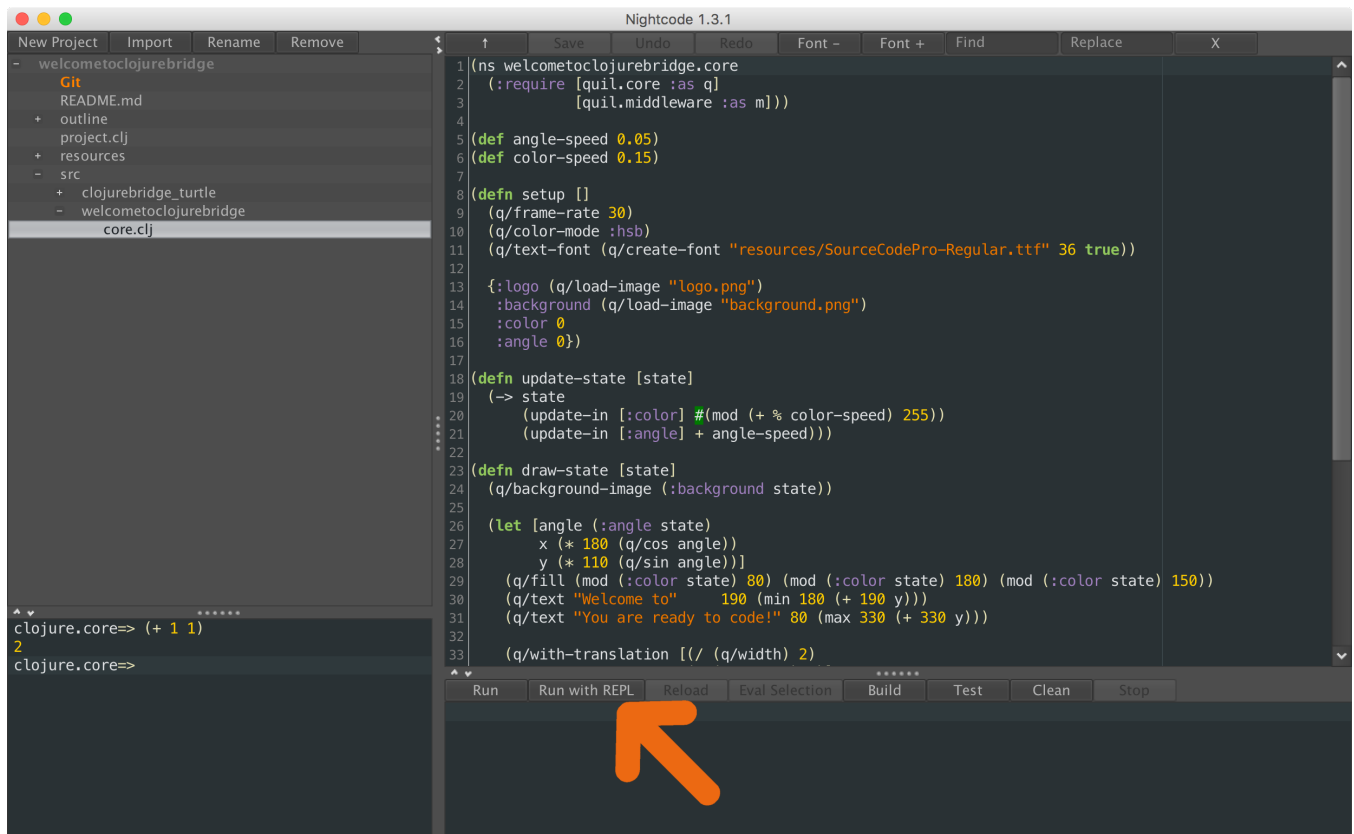 Nightcode 1.3.1
New Project Import Rename Remove
↑ Save Undo Redo Font − Font + Find Replace X
− welcometoclojurebridge
Git
README.md
+ outline
project.clj
+ resources
− src
+ clojurebridge_turtle
− welcometoclojurebridge
core.clj
1 (ns welcometoclojurebridge.core
2   (:require [quil.core :as q]
3             [quil.middleware :as m]))
4
5 (def angle-speed 0.05)
6 (def color-speed 0.15)
7
8 (defn setup []
9   (q/frame-rate 30)
10   (q/color-mode :hsb)
11   (q/text-font (q/create-font "resources/SourceCodePro-Regular.ttf" 36 true))
12
13   {:logo (q/load-image "logo.png")
14    :background (q/load-image "background.png")
15    :color 0
16    :angle 0})
17
18 (defn update-state [state]
19   (-> state
20       (update-in [:color] #(mod (+ % color-speed) 255))
21       (update-in [:angle] + angle-speed)))
22
23 (defn draw-state [state]
24   (q/background-image (:background state))
25
26   (let [angle (:angle state)
27         x (* 180 (q/cos angle))
28         y (* 110 (q/sin angle))]
29     (q/fill (mod (:color state) 80) (mod (:color state) 180) (mod (:color state) 150))
30     (q/text "Welcome to"     190 (min 180 (+ 190 y)))
31     (q/text "You are ready to code!" 80 (max 330 (+ 330 y)))
32
33     (q/with-translation [(/ (q/width) 2)
clojure.core=> (+ 1 1)
2
clojure.core=>
Run Run with REPL Reload Eval Selection Build Test Clean Stop